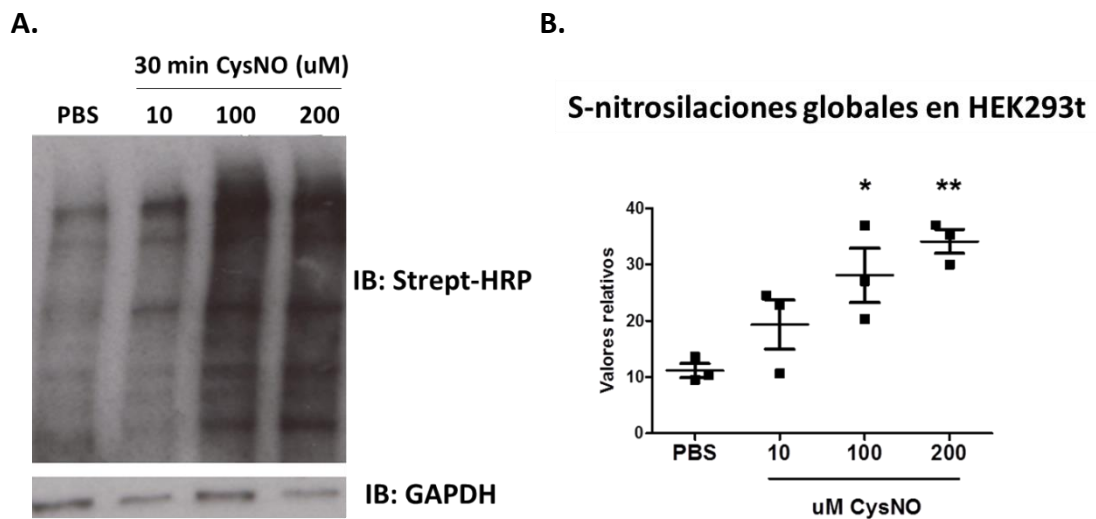 A.
30 min CysNO (uM)
PBS 10 100 200
IB: Strept-HRP
IB: GAPDH
B.
S-nitrosilaciones globales en HEK293t
* **
Valores relativos
40
30
20
10
0
PBS 10 100 200
uM CysNO